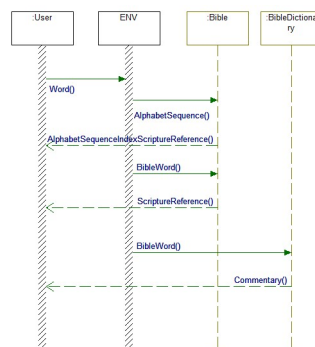 :User
ENV
:Bible
:BibleDictiona
ry
Word()
AlphabetSequence()
AlphabetSequenceIndexScriptureReference()
BibleWord()
ScriptureReference()
BibleWord()
Commentary()